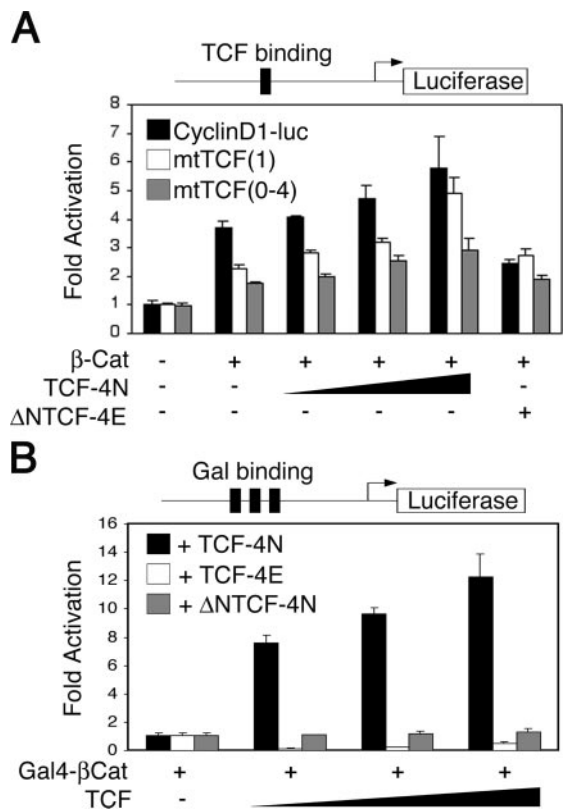 A
TCF binding
Luciferase
8
7
6
5
4
3
2
1
0
Fold Activation
CyclinD1-luc
mtTCF(1)
mtTCF(0-4)
β-Cat - + + + + +
TCF-4N - - -
ΔNTCF-4E - - - - - +
B
Gal binding
Luciferase
16
14
12
10
8
6
4
2
0
Fold Activation
+ TCF-4N
+ TCF-4E
+ ΔNTCF-4N
Gal4-βCat + + + +
TCF -